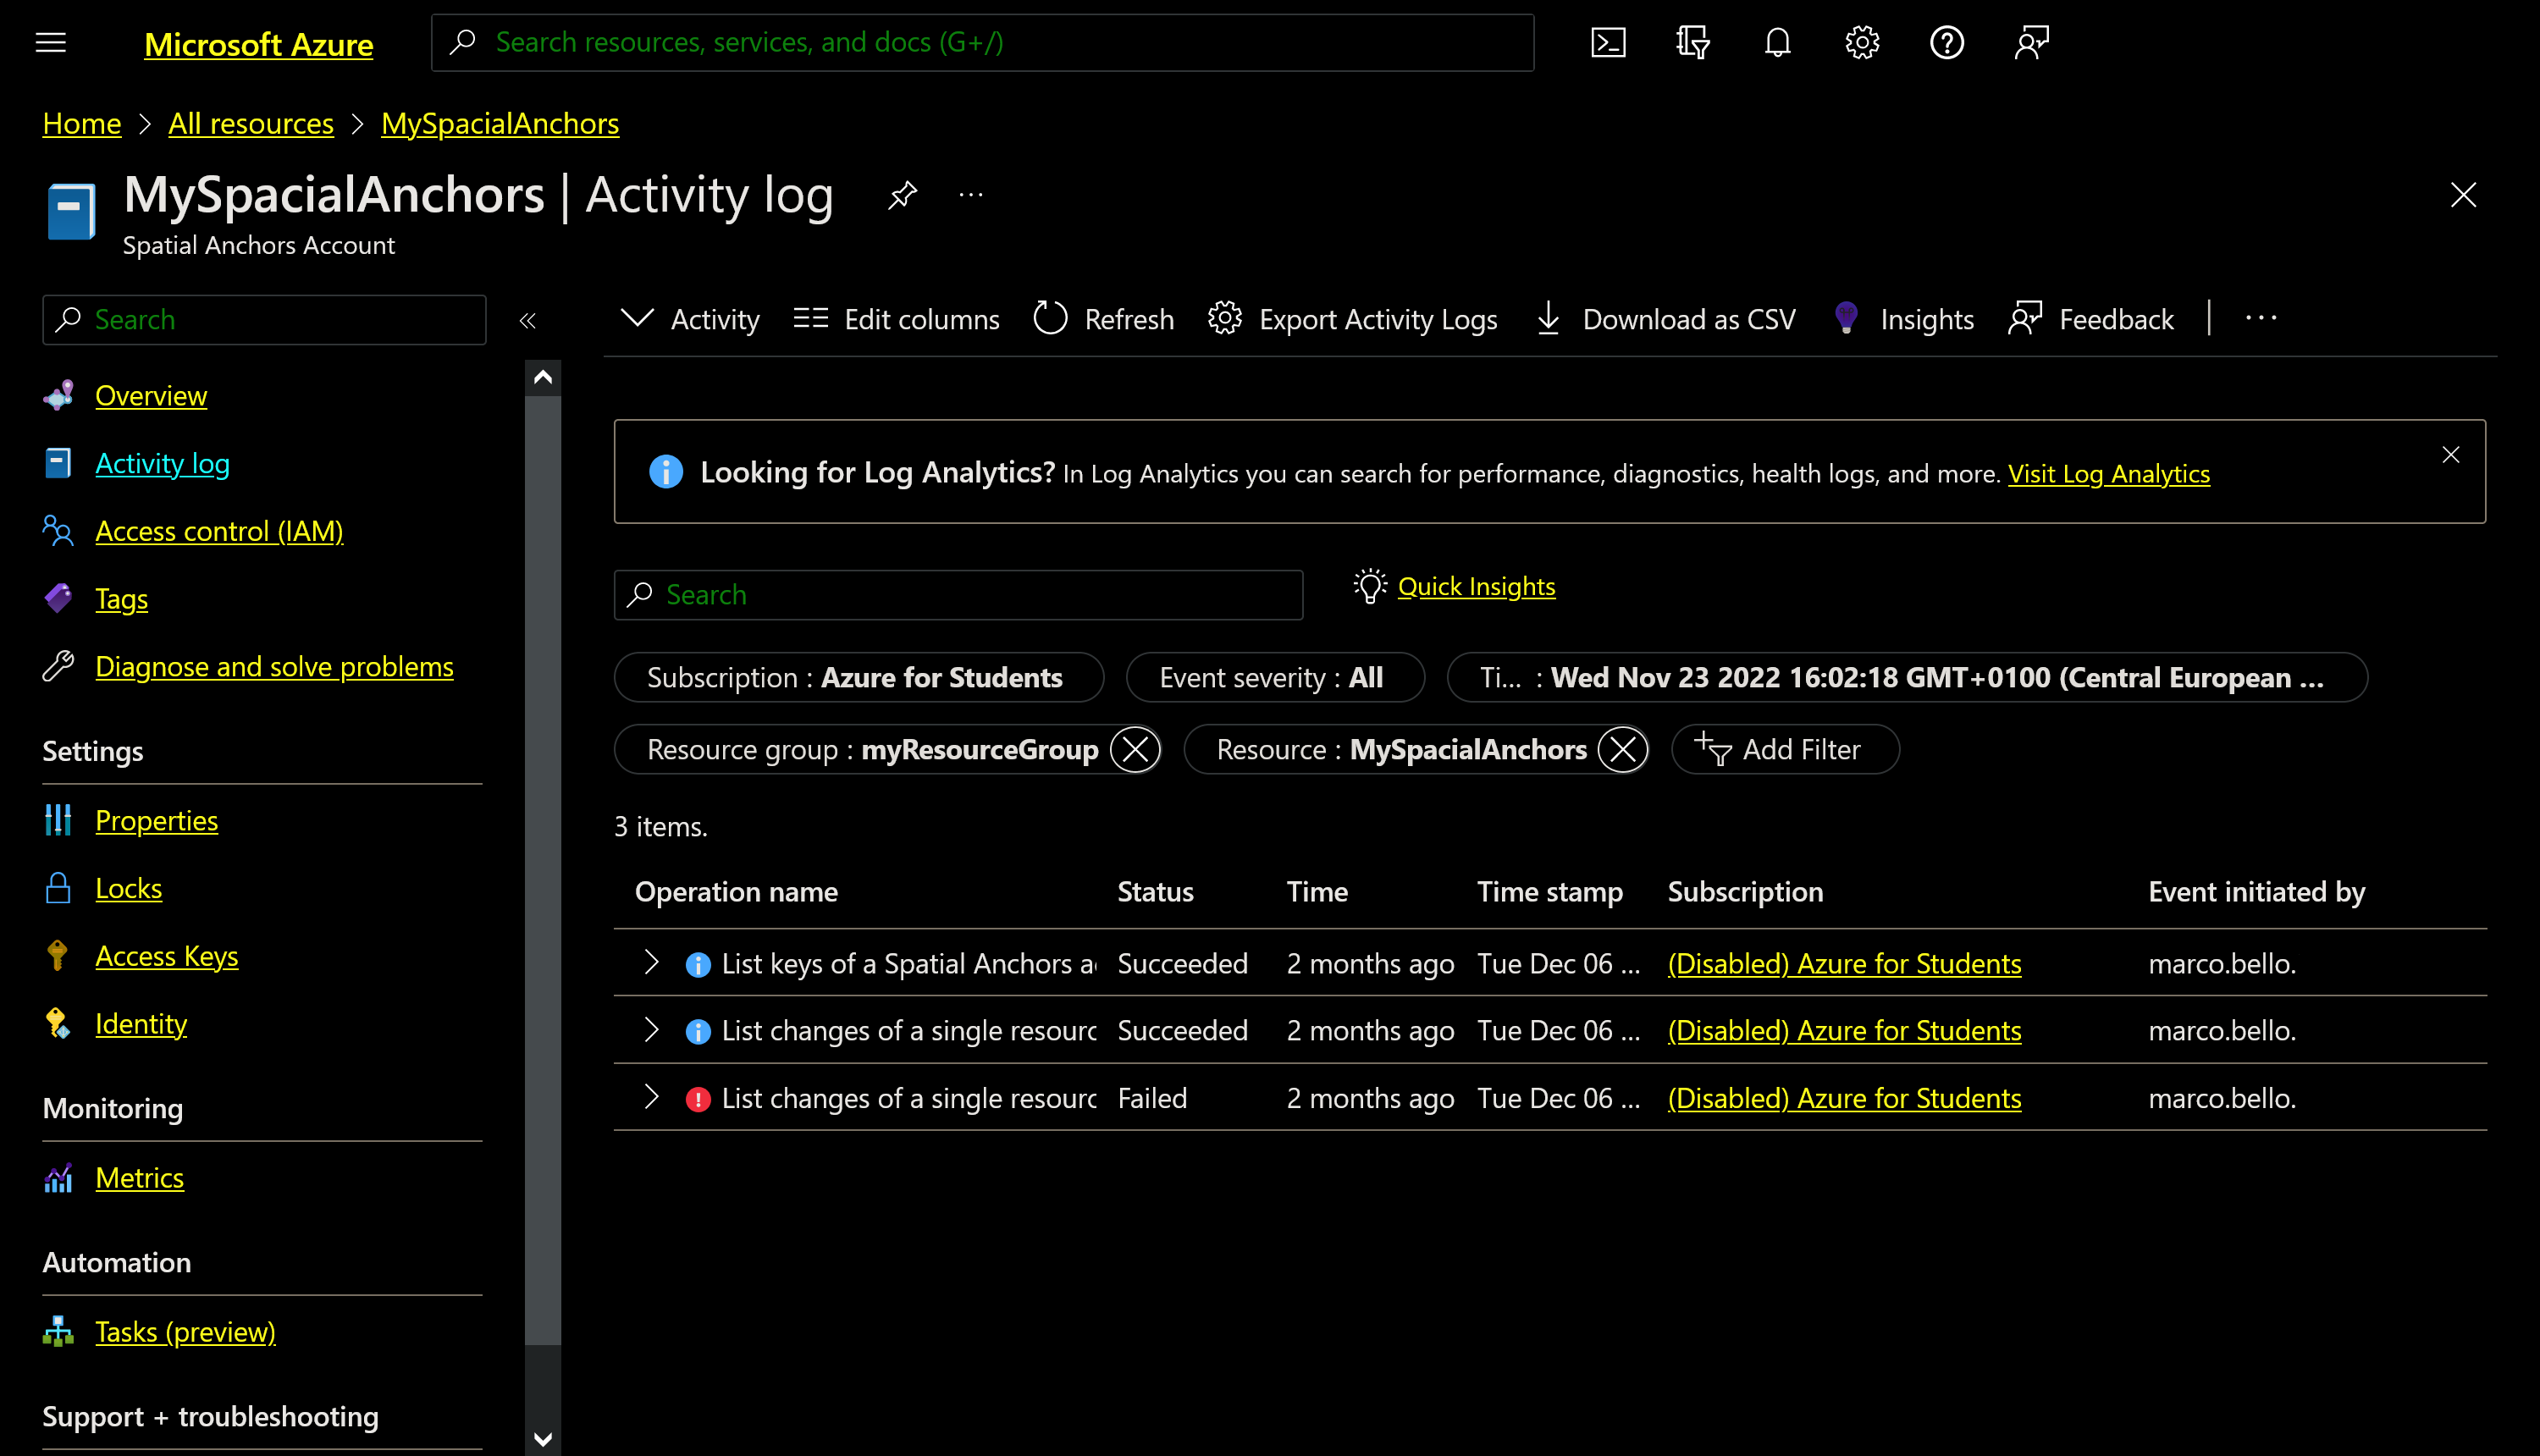 Microsoft Azure
Search resources, services, and docs (G+/)
Home > All resources > MySpacialAnchors
MySpacialAnchors | Activity log
Spatial Anchors Account
Search
Overview
Activity log
Access control (IAM)
Tags
Diagnose and solve problems
Settings
Properties
Locks
Access Keys
Identity
Monitoring
Metrics
Automation
Tasks (preview)
Support + troubleshooting
Activity Edit columns Refresh Export Activity Logs Download as CSV Insights Feedback
Looking for Log Analytics? In Log Analytics you can search for performance, diagnostics, health logs, and more. Visit Log Analytics
Search Quick Insights
Subscription : Azure for Students Event severity : All Ti... : Wed Nov 23 2022 16:02:18 GMT+0100 (Central European ...
Resource group : myResourceGroup Resource : MySpacialAnchors Add Filter
3 items.
Operation name Status Time Time stamp Subscription Event initiated by
List keys of a Spatial Anchors a Succeeded 2 months ago Tue Dec 06 ... (Disabled) Azure for Students marco.bello.
List changes of a single resourc Succeeded 2 months ago Tue Dec 06 ... (Disabled) Azure for Students marco.bello.
List changes of a single resourc Failed 2 months ago Tue Dec 06 ... (Disabled) Azure for Students marco.bello.